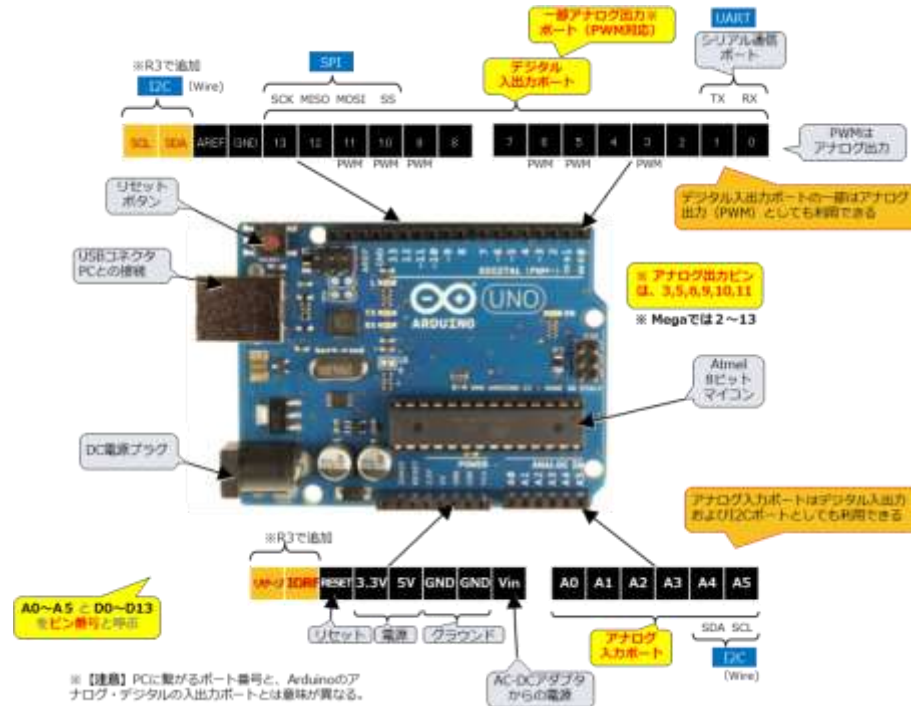 一部アナログ出力※
ポート（PWM対応）
UART
シリアル通信
ポート
※R3で追加
I2C (Wire)
SPI
デジタル
入出力ポート
SCK MISO MOSI SS
TX RX
SCL SDA AREF GND 13 12 11 10 9 8 7 6 5 4 3 2 1 0
PWM PWM PWM PWM PWM PWM
PWMは
アナログ出力
リセット
ボタン
デジタル入出力ポートの一部はアナログ
出力（PWM）としても利用できる
USBコネクタ
PCとの接続
DIGITAL (PWM~)
UNO
ARDUINO
※ アナログ出力ピン
は、3,5,6,9,10,11
※ Megaでは2～13
Atmel
8ビット
マイコン
DC電源プラグ
POWER
ANALOG IN
A0 A1 A2 A3 A4 A5
アナログ入力ポートはデジタル入出力
およびI2Cポートとしても利用できる
※R3で追加
RESET 3.3V 5V GND GND Vin A0 A1 A2 A3 A4 A5
A0～A5 と D0～D13
をピン番号と呼ぶ
リセット 電源 グラウンド
アナログ
入力ポート
SDA SCL
I2C
(Wire)
AC-DCアダプタ
からの電源
※【注意】PCに繋がるポート番号と、Arduinoのア
ナログ・デジタルの入出力ポートとは意味が異なる。